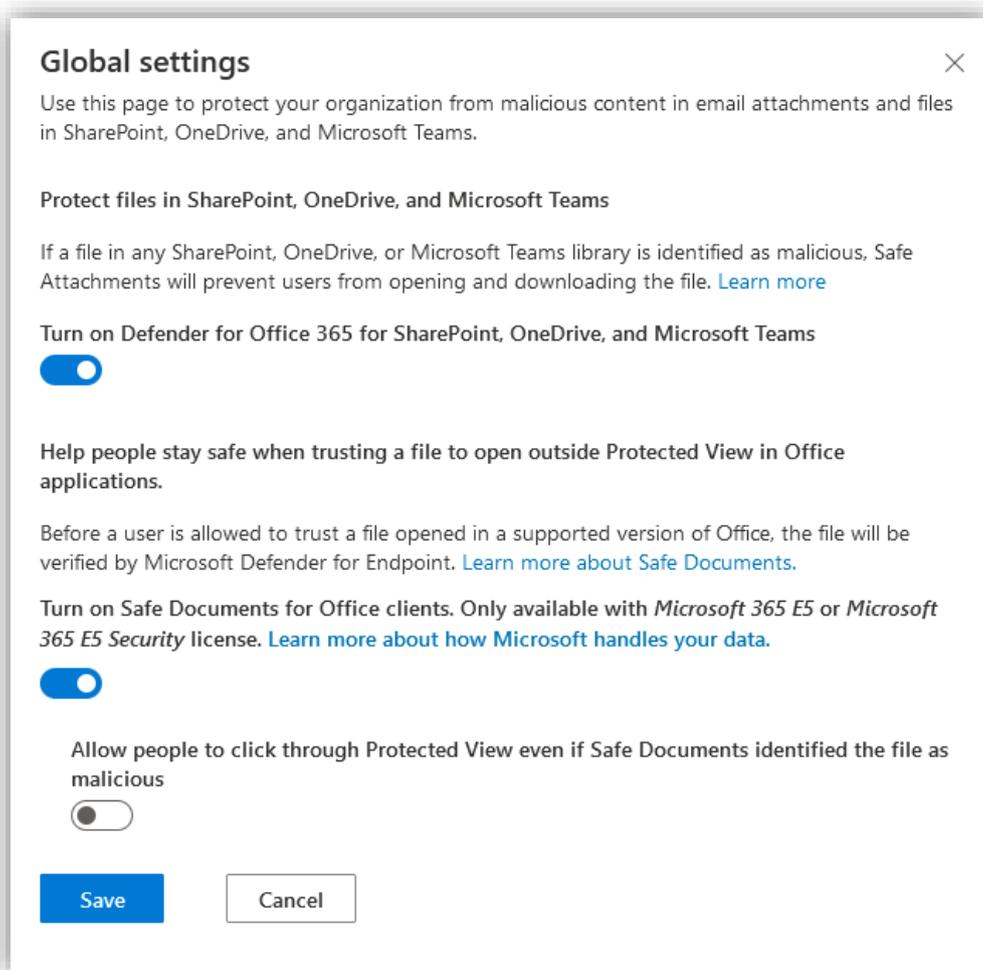 Global settings
Use this page to protect your organization from malicious content in email attachments and files
in SharePoint, OneDrive, and Microsoft Teams.
Protect files in SharePoint, OneDrive, and Microsoft Teams
If a file in any SharePoint, OneDrive, or Microsoft Teams library is identified as malicious, Safe
Attachments will prevent users from opening and downloading the file. Learn more
Turn on Defender for Office 365 for SharePoint, OneDrive, and Microsoft Teams
Help people stay safe when trusting a file to open outside Protected View in Office
applications.
Before a user is allowed to trust a file opened in a supported version of Office, the file will be
verified by Microsoft Defender for Endpoint. Learn more about Safe Documents.
Turn on Safe Documents for Office clients. Only available with Microsoft 365 E5 or Microsoft
365 E5 Security license. Learn more about how Microsoft handles your data.
Allow people to click through Protected View even if Safe Documents identified the file as
malicious
Save
Cancel